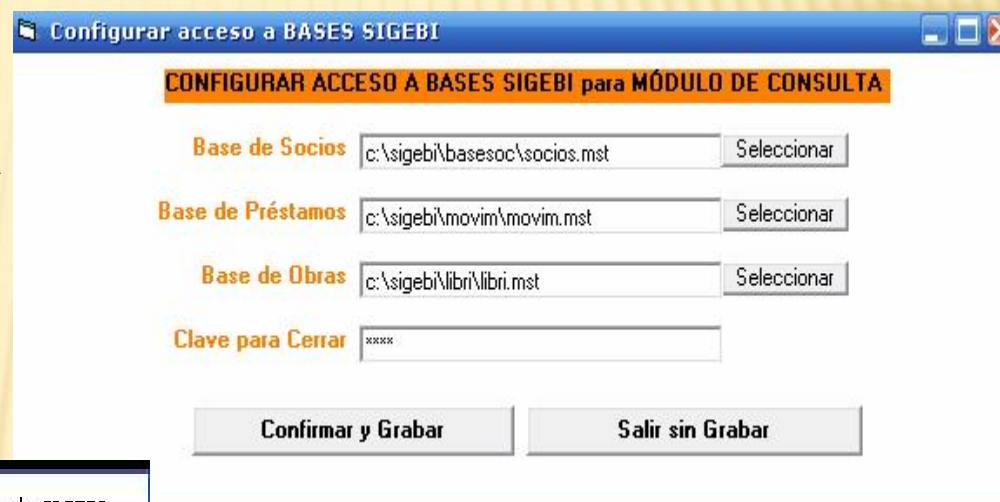 Configurar acceso a BASES SIGEBI
CONFIGURAR ACCESO A BASES SIGEBI para MÓDULO DE CONSULTA
Base de Socios c:\sigebi\basesoc\socios.mst Seleccionar
Base de Préstamos c:\sigebi\movim\movim.mst Seleccionar
Base de Obras c:\sigebi\libri\libri.mst Seleccionar
Clave para Cerrar ****
Confirmar y Grabar Salir sin Grabar